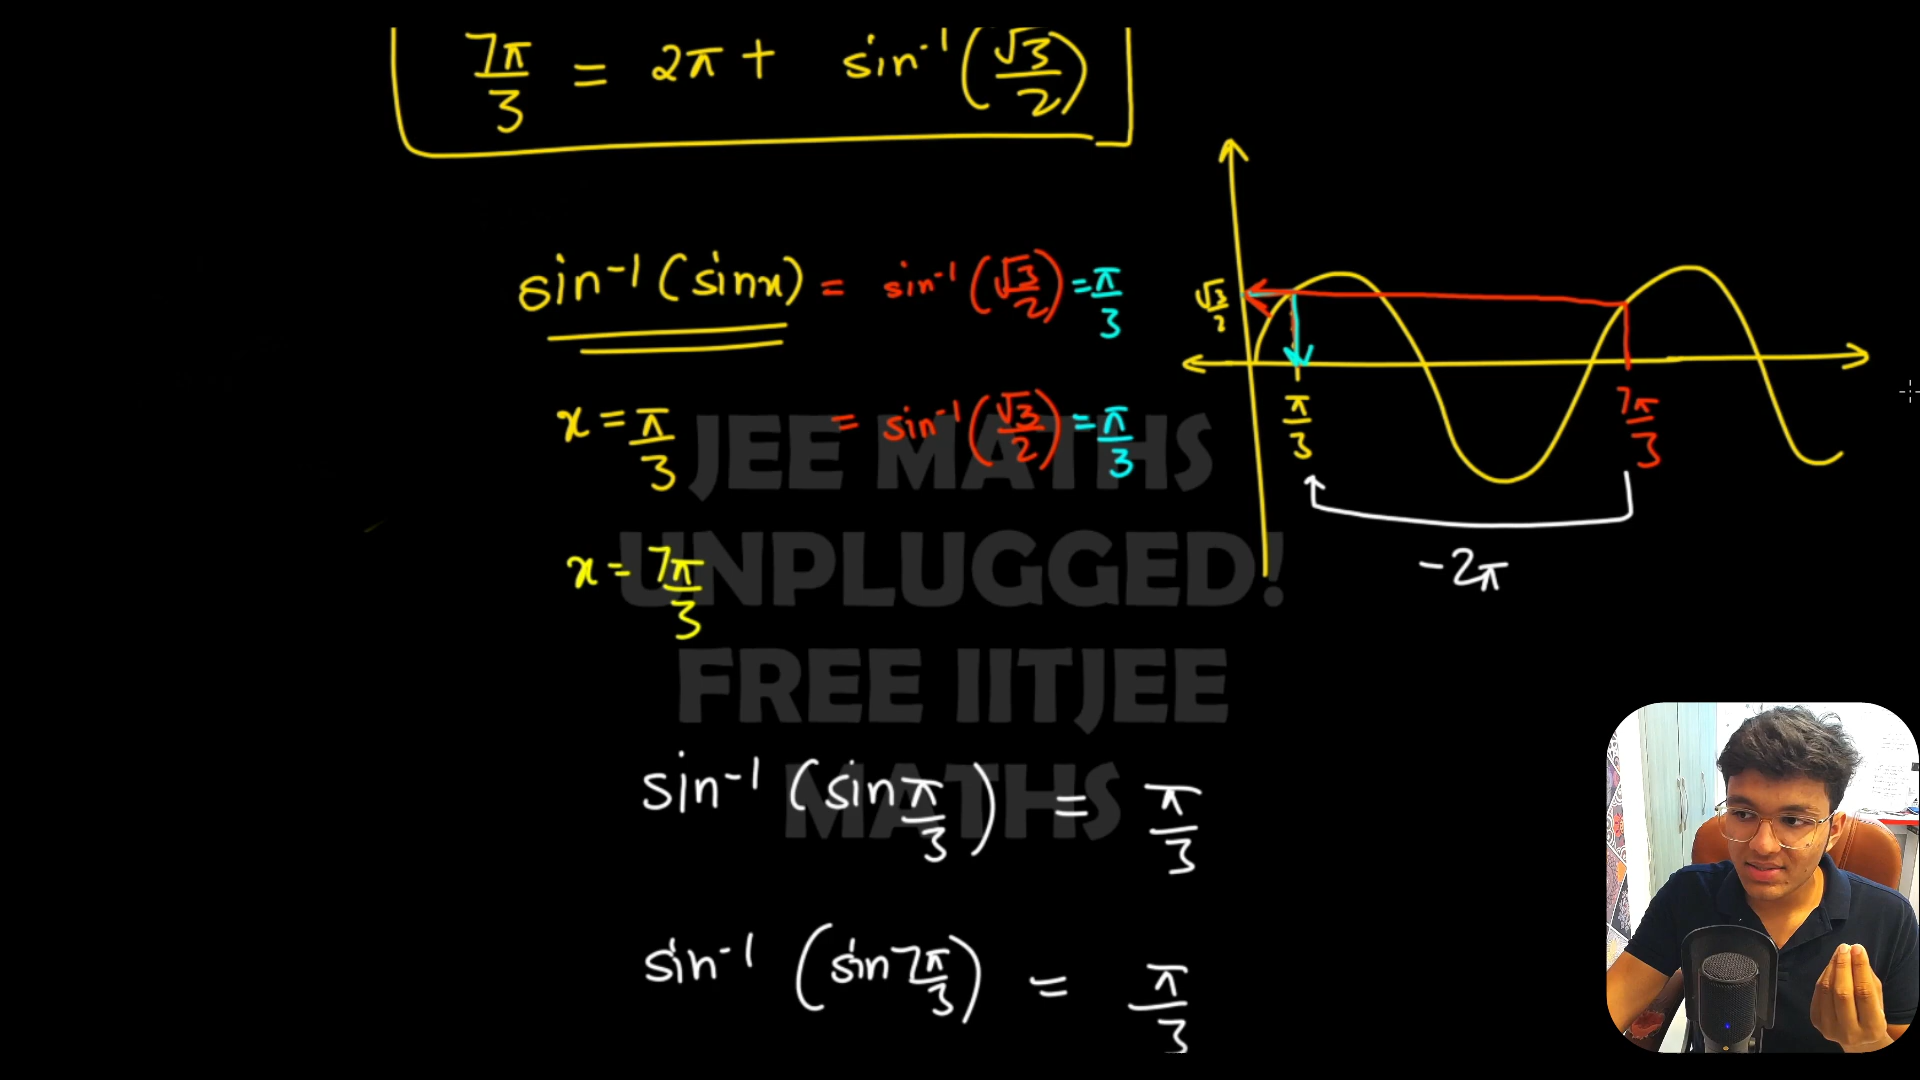 7π/3 = 2π + sin⁻¹(√3/2)
sin⁻¹(sinx) = sin⁻¹(√3/2) = π/3
x = π/3 = sin⁻¹(√3/2) = π/3
x = 7π/3
√3/2
π/3
7π/3
-2π
JEE MATHS
UNPLUGGED!
FREE IITJEE
MATHS
sin⁻¹(sin π/3) = π/3
sin⁻¹(sin 7π/3) = π/3